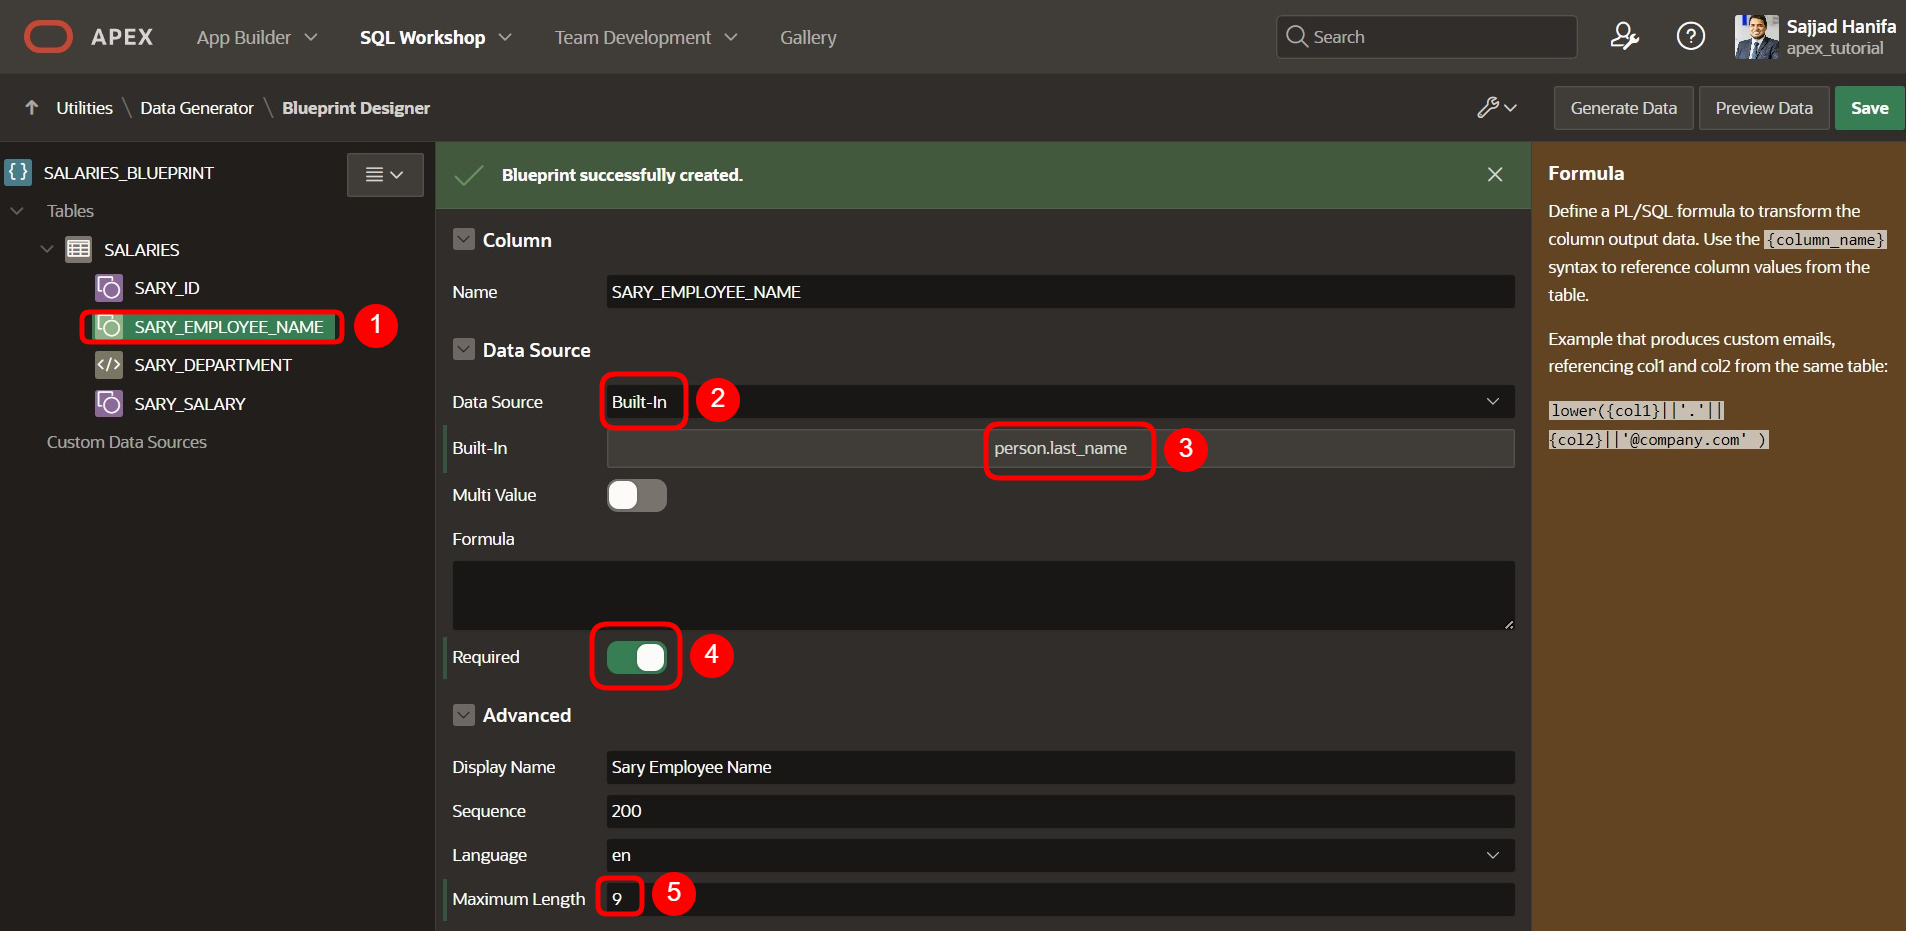 APEX
App Builder
SQL Workshop
Team Development
Gallery
Search
Sajjad Hanifa
apex_tutorial
Utilities \ Data Generator \ Blueprint Designer
Generate Data
Preview Data
Save
{} SALARIES_BLUEPRINT
Tables
SALARIES
SARY_ID
SARY_EMPLOYEE_NAME
1
</> SARY_DEPARTMENT
SARY_SALARY
Custom Data Sources
Blueprint successfully created.
Column
Name
SARY_EMPLOYEE_NAME
Data Source
Data Source
Built-In
2
Built-In
person.last_name
3
Multi Value
Formula
Required
4
Advanced
Display Name
Sary Employee Name
Sequence
200
Language
en
Maximum Length
9
5
Formula
Define a PL/SQL formula to transform the
column output data. Use the {column_name}
syntax to reference column values from the
table.
Example that produces custom emails,
referencing col1 and col2 from the same table:
lower({col1}||'.'||
{col2}||'@company.com' )